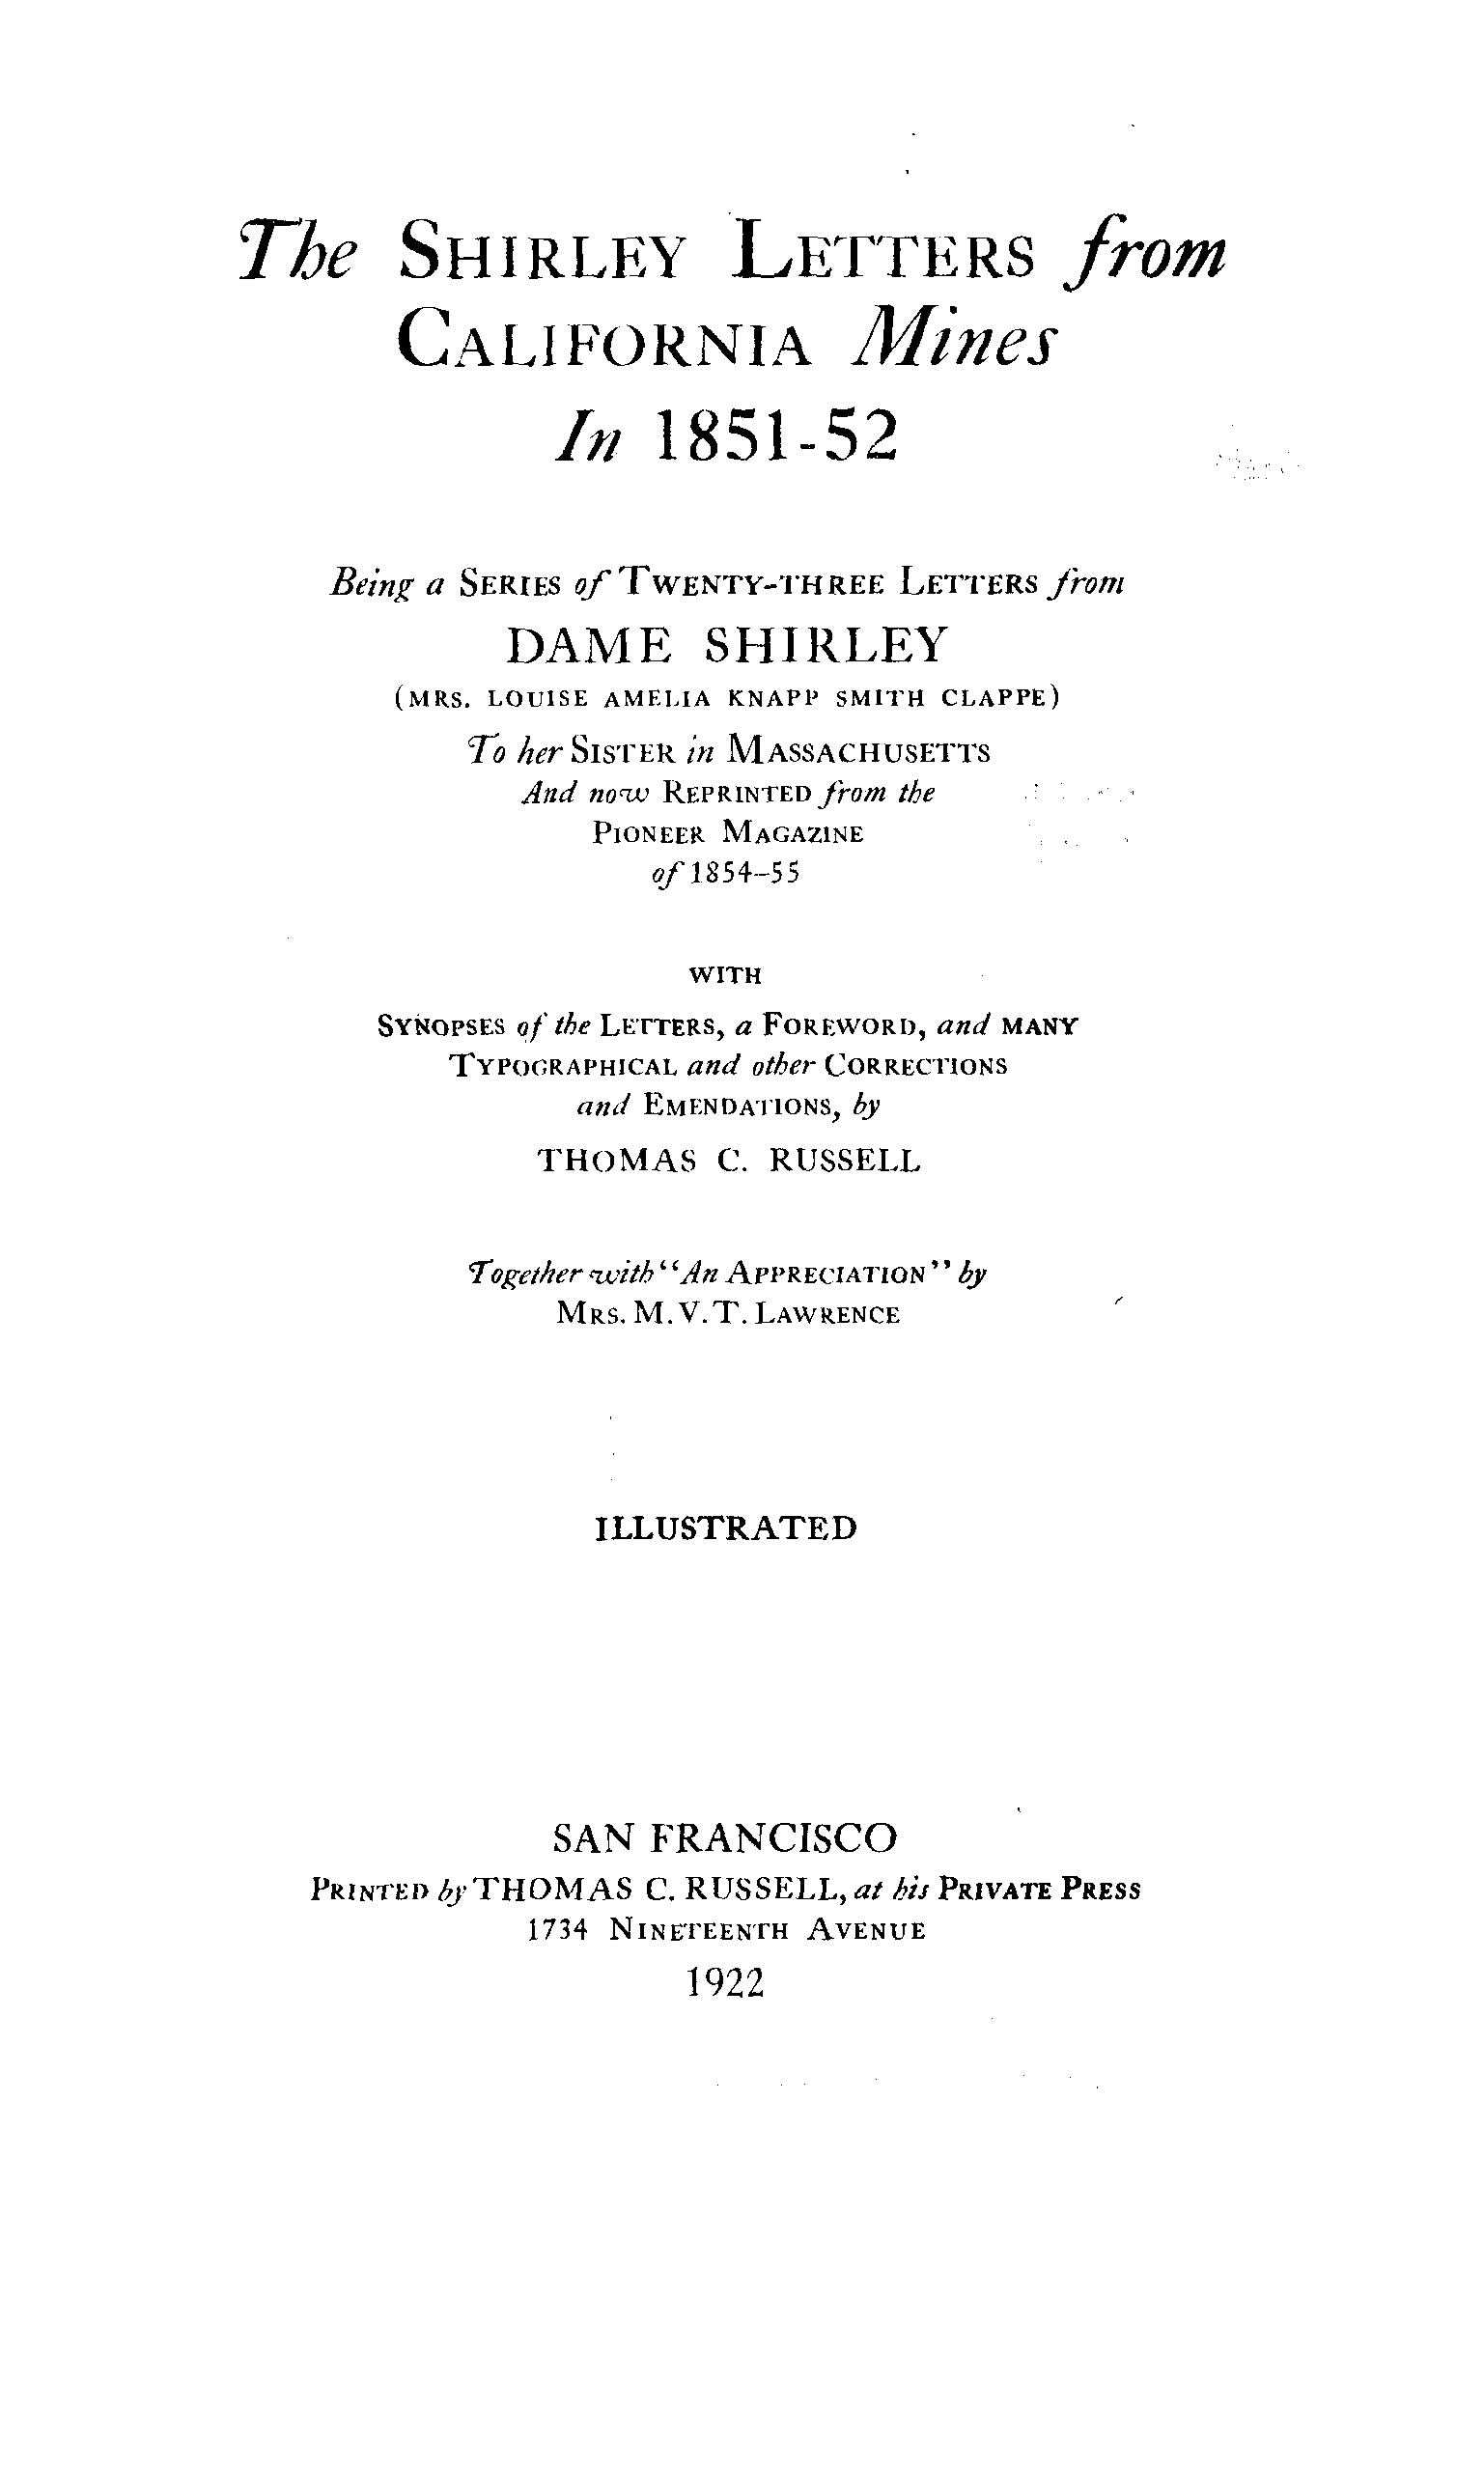 The Shirley Letters from
California Mines
In 1851-52
Being a Series of Twenty-three Letters from
DAME SHIRLEY
(MRS. LOUISE AMELIA KNAPP SMITH CLAPPE)
To her Sister in Massachusetts
And now Reprinted from the
Pioneer Magazine
of 1854–55
WITH
Synopses of the Letters, a Foreword, and many
Typographical and other Corrections
and Emendations, by
THOMAS C. RUSSELL
Together with “An Appreciation” by
Mrs. M. V. T. Lawrence
ILLUSTRATED
SAN FRANCISCO
Printed by THOMAS C. RUSSELL, at his Private Press
1734 Nineteenth Avenue
1922